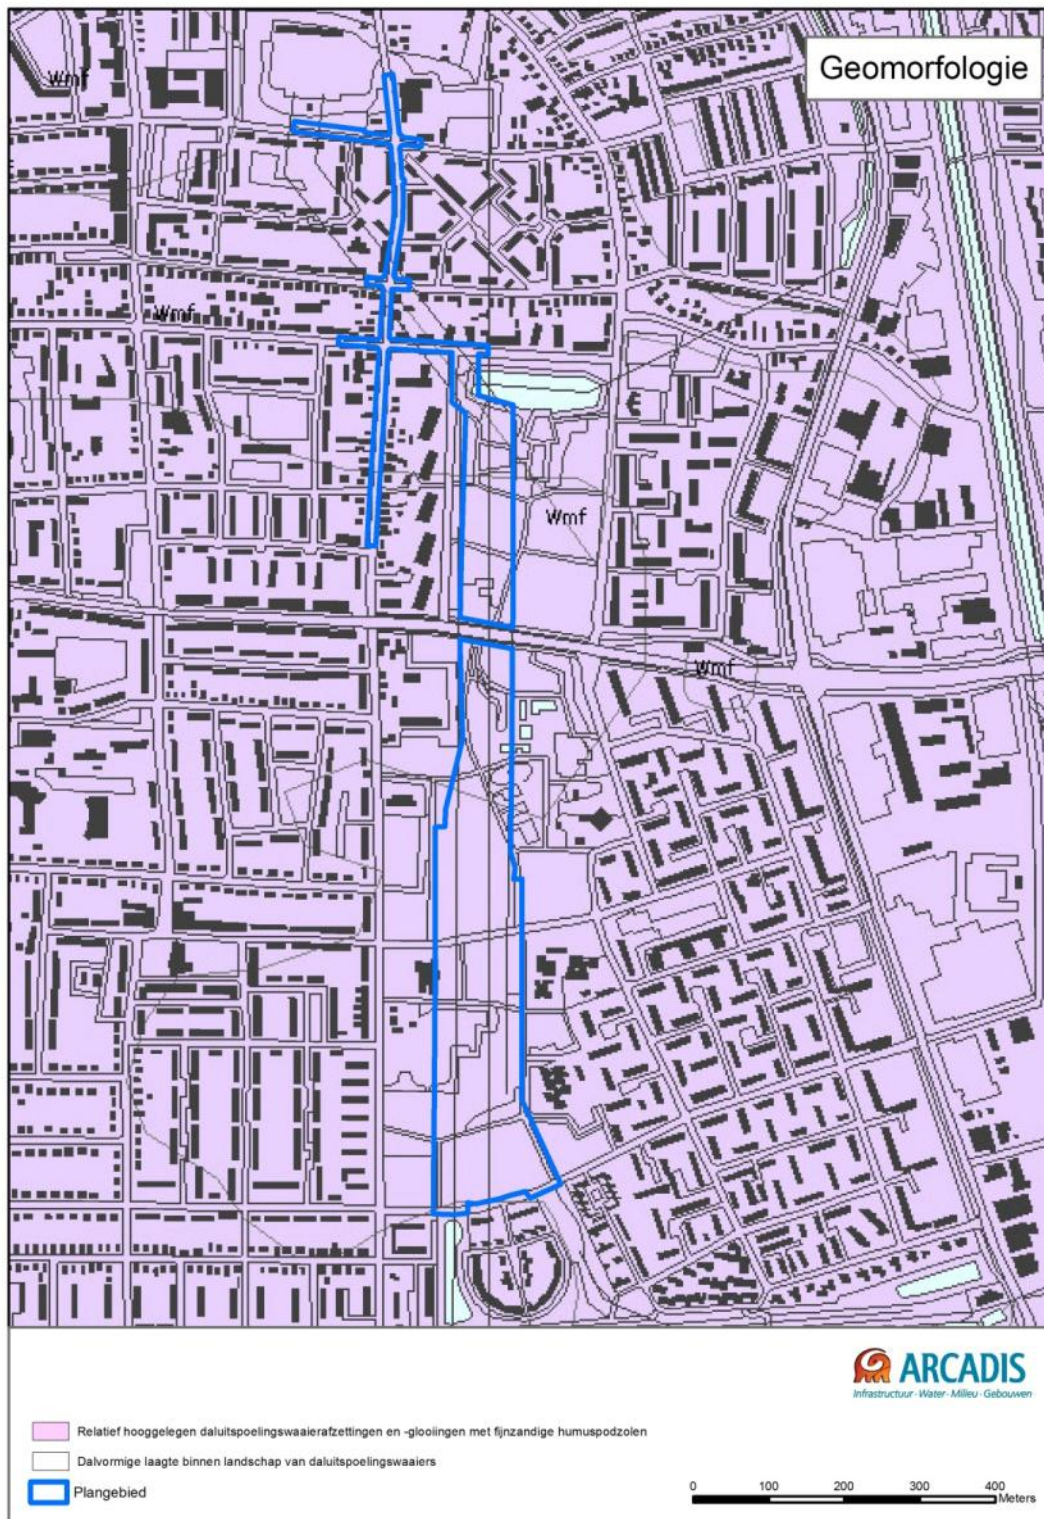 Geomorfologie
Wmf
Wmf
Wmf
Wmf
ARCADIS
Infrastructuur · Water · Milieu · Gebouwen
Relatief hooggelegen daluitspoelingswaaierafzettingen en -glooiingen met fijnzandige humuspodzolen
Dalvormige laagte binnen landschap van daluitspoelingswaaiers
Plangebied
0 100 200 300 400
Meters